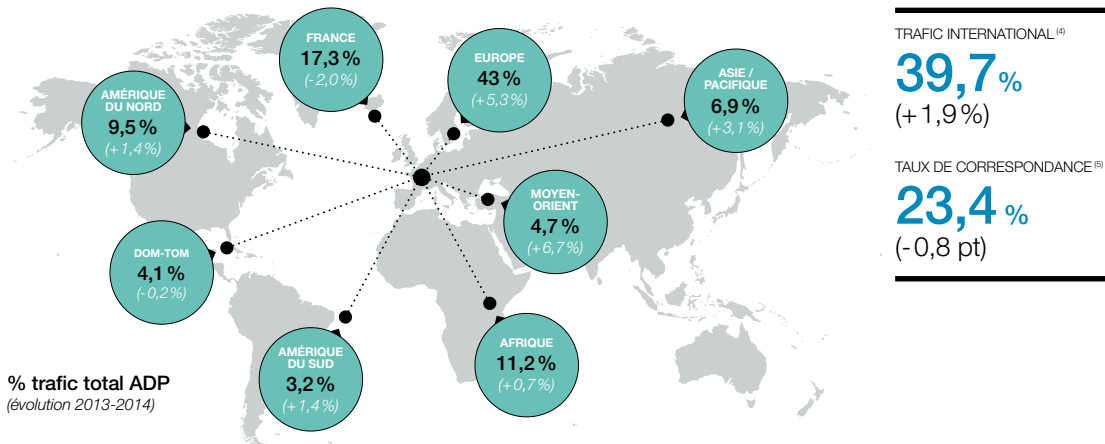 FRANCE
17,3 %
(-2,0%)
EUROPE
43 %
(+5,3%)
ASIE /
PACIFIQUE
6,9 %
(+3,1%)
AMÉRIQUE
DU NORD
9,5 %
(+1,4%)
MOYEN-
ORIENT
4,7 %
(+6,7%)
DOM-TOM
4,1 %
(-0,2%)
AMÉRIQUE
DU SUD
3,2 %
(+1,4%)
AFRIQUE
11,2 %
(+0,7%)
% trafic total ADP
(évolution 2013-2014)
TRAFIC INTERNATIONAL (4)
39,7 %
(+ 1,9%)
TAUX DE CORRESPONDANCE (5)
23,4 %
(- 0,8 pt)